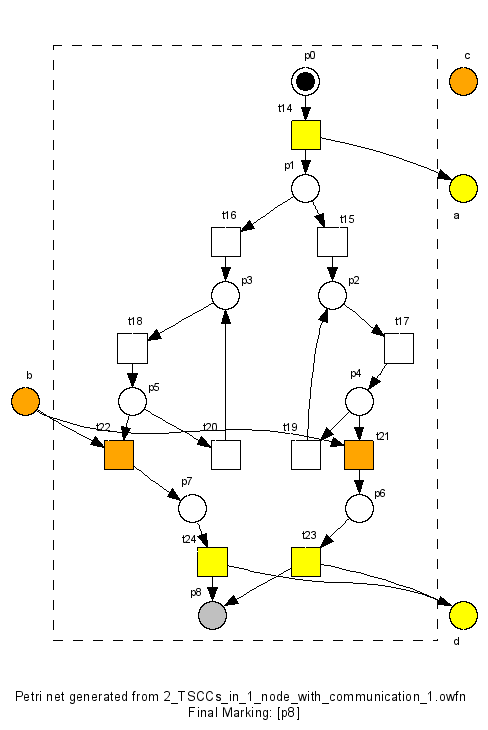 p0
c
t14
p1
a
t16
t15
p3
p2
t18
t17
b
p5
p4
t22
t20
t19
t21
p7
p6
t24
t23
p8
d
Petri net generated from 2_TSCCs_in_1_node_with_communication_1.owfn
Final Marking: [p8]